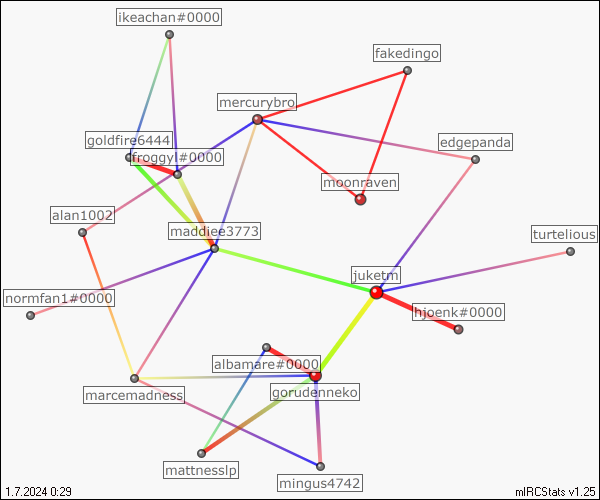 ikeachan#0000
fakedingo
mercurybro
goldfire6444
edgepanda
froggyl#0000
moonraven
alan1002
maddiee3773
turtelious
juketm
normfan1#0000
hjoenk#0000
albamare#0000
marcemadness
gorudenneko
mattnesslp
mingus4742
1.7.2024 0:29
mIRCStats v1.25